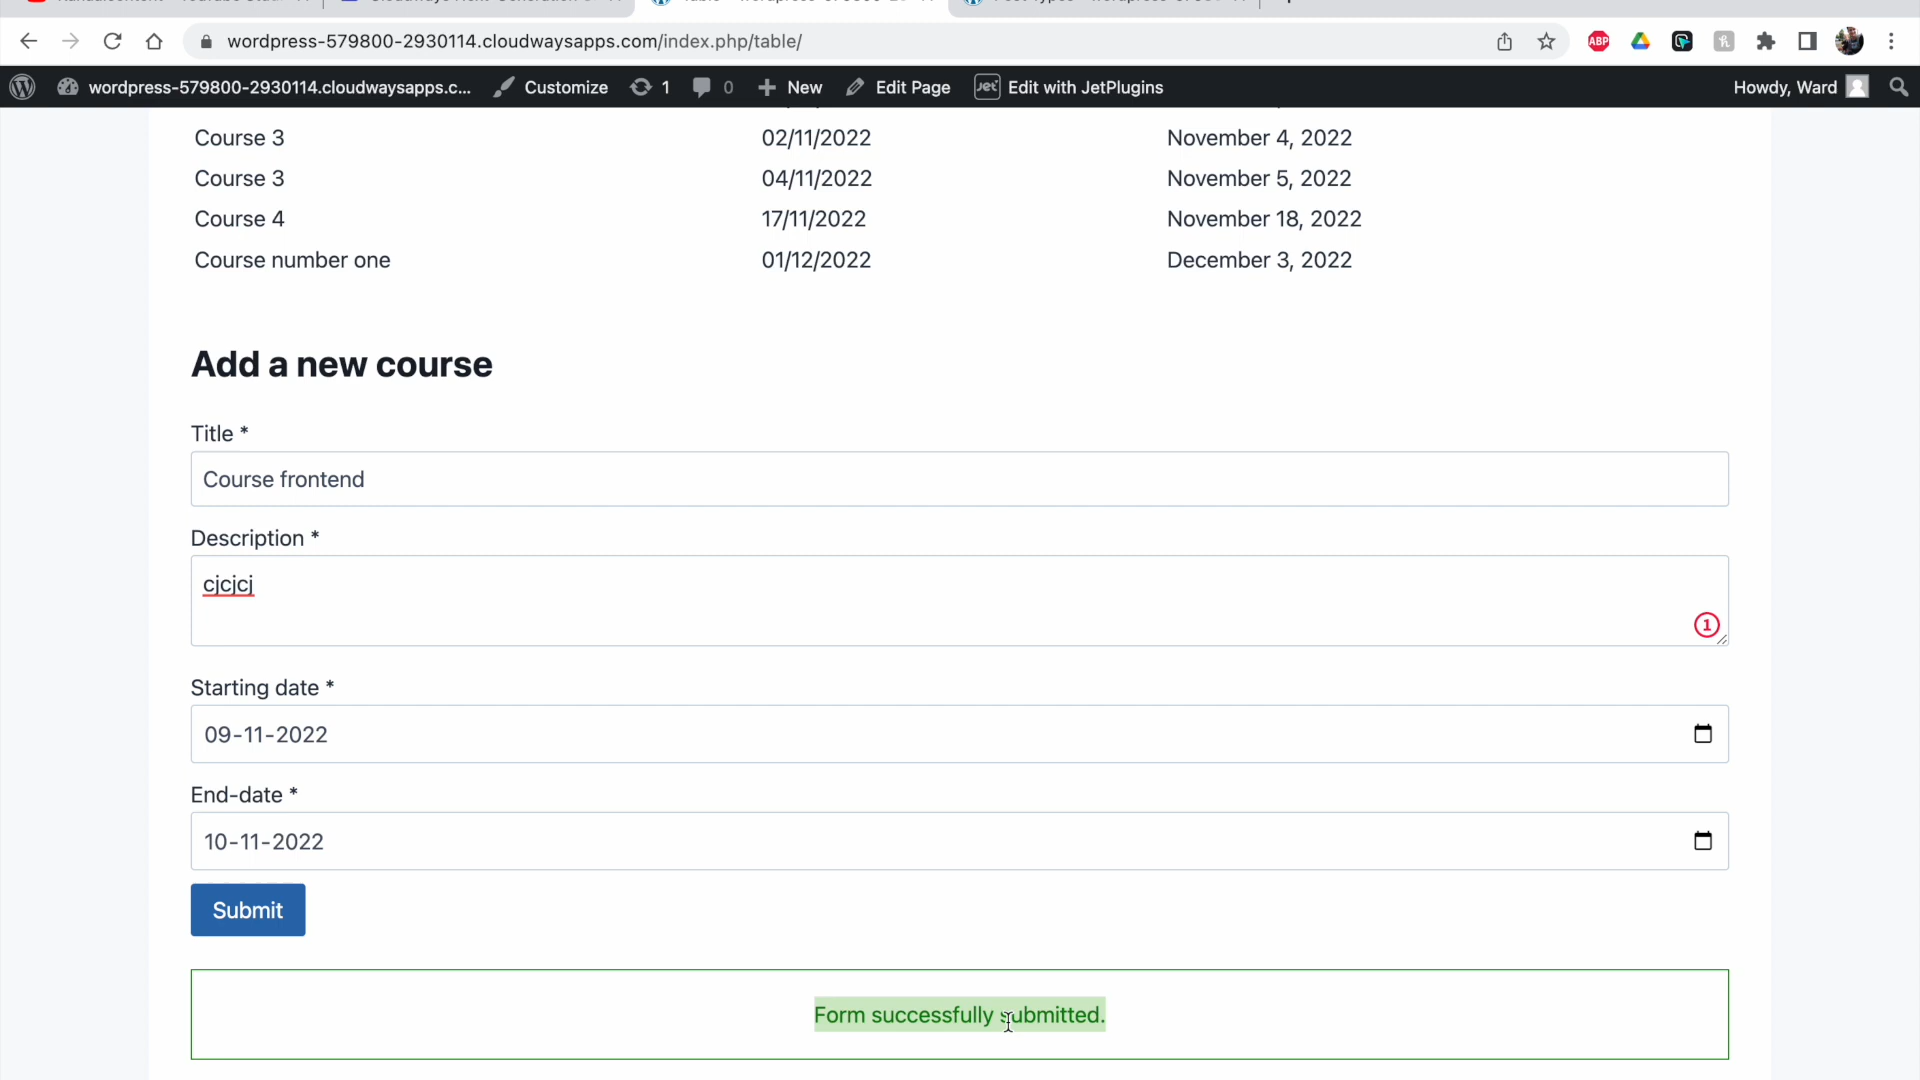 wordpress-579800-2930114.cloudwaysapps.com/index.php/table/
ABP
wordpress-579800-2930114.cloudwaysapps.c... Customize 1 0 New Edit Page Jet Edit with JetPlugins Howdy, Ward
Course 3 02/11/2022 November 4, 2022
Course 3 04/11/2022 November 5, 2022
Course 4 17/11/2022 November 18, 2022
Course number one 01/12/2022 December 3, 2022
Add a new course
Title *
Course frontend
Description *
cjcjcj
1
Starting date *
09-11-2022
End-date *
10-11-2022
Submit
Form successfully submitted.